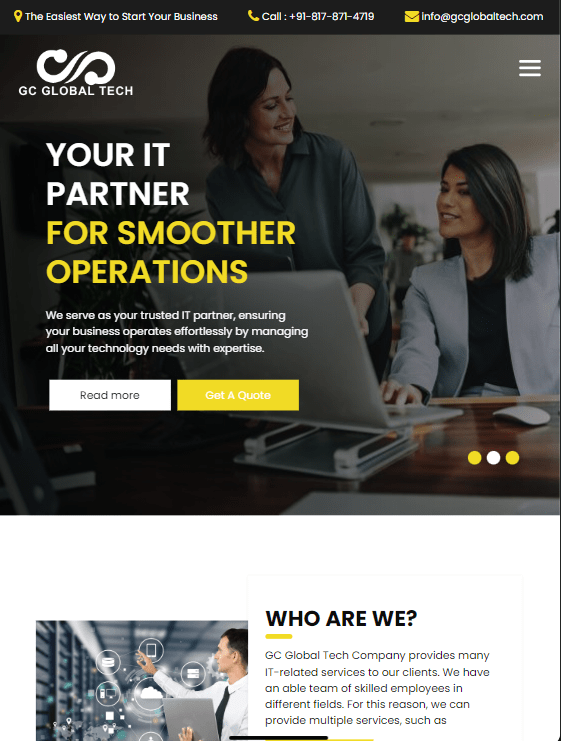 The Easiest Way to Start Your Business
Call : +91-817-871-4719
info@gcglobaltech.com
GC GLOBAL TECH
YOUR IT
PARTNER
FOR SMOOTHER
OPERATIONS
We serve as your trusted IT partner, ensuring
your business operates effortlessly by managing
all your technology needs with expertise.
Read more
Get A Quote
WHO ARE WE?
GC Global Tech Company provides many
IT-related services to our clients. We have
an able team of skilled employees in
different fields. For this reason, we can
provide multiple services, such as